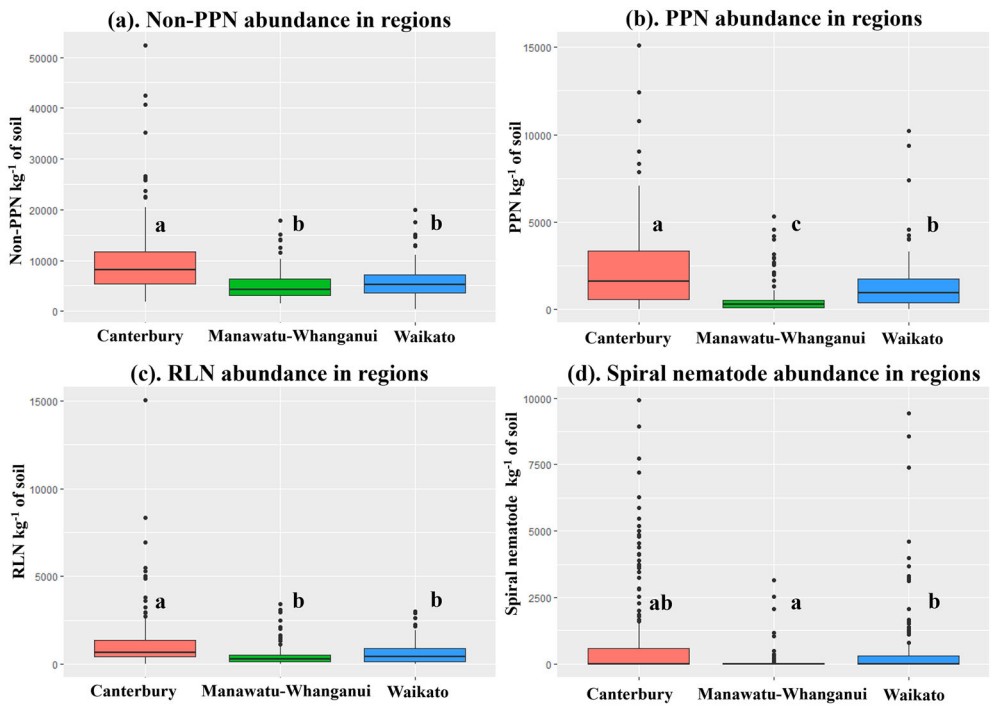 (a). Non-PPN abundance in regions
Non-PPN kg⁻¹ of soil
50000
40000
30000
20000
10000
0
a
b
b
Canterbury
Manawatu-Whanganui
Waikato
(b). PPN abundance in regions
PPN kg⁻¹ of soil
15000
10000
5000
0
a
c
b
Canterbury
Manawatu-Whanganui
Waikato
(c). RLN abundance in regions
RLN kg⁻¹ of soil
15000
10000
5000
0
a
b
b
Canterbury
Manawatu-Whanganui
Waikato
(d). Spiral nematode abundance in regions
Spiral nematode kg⁻¹ of soil
10000
7500
5000
2500
0
ab
a
b
Canterbury
Manawatu-Whanganui
Waikato